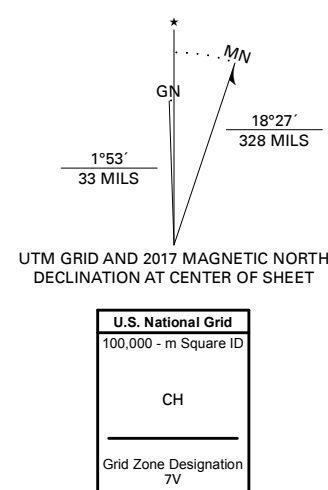 ★
MN
GN
18°27´
328 MILS
1°53´
33 MILS
UTM GRID AND 2017 MAGNETIC NORTH
DECLINATION AT CENTER OF SHEET
U.S. National Grid
100,000 - m Square ID
CH
Grid Zone Designation
7V